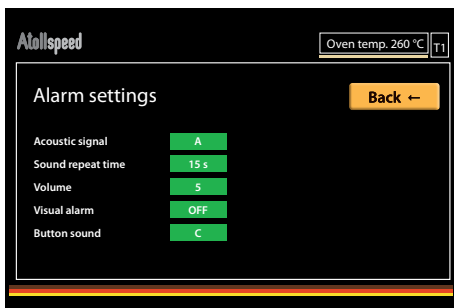 Atollspeed
Oven temp. 260 °C T1
Alarm settings
Back ←
Acoustic signal A
Sound repeat time 15 s
Volume 5
Visual alarm OFF
Button sound C